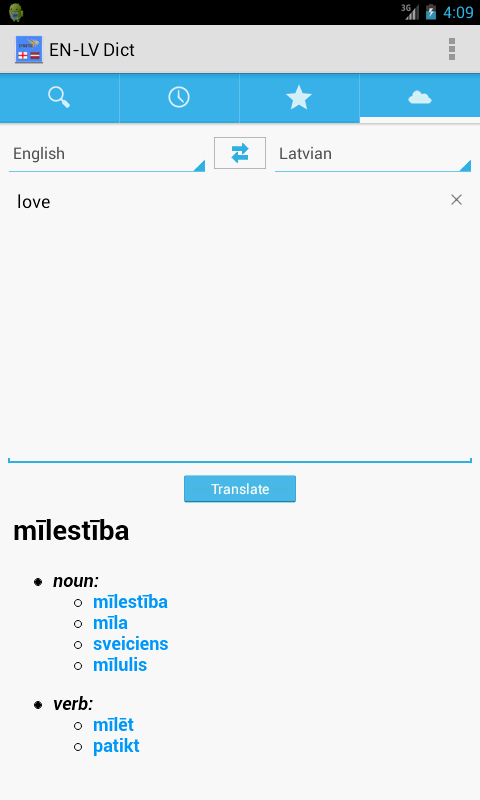 3G
4:09
EN-LV Dict
English
Latvian
love
Translate
mīlestība
noun:
mīlestība
mīla
sveiciens
mīlulis
verb:
mīlēt
patikt